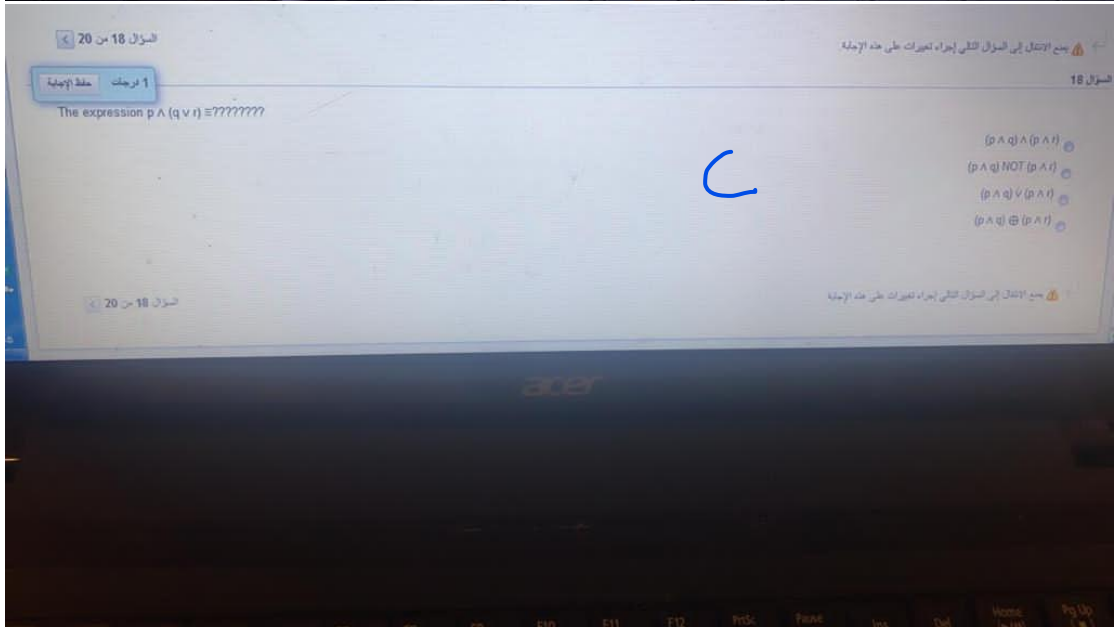 السؤال 18 من 20
يمنع الانتقال إلى السؤال التالي إجراء تغييرات على هذه الإجابة.
السؤال 18
1 درجات حفظ الإجابة
The expression p ∧ (q ∨ r) ≡????????
(p ∧ q) ∧ (p ∧ r)
(p ∧ q) NOT (p ∧ r)
(p ∧ q) ∨ (p ∧ r)
(p ∧ q) ⊕ (p ∧ r)
C
السؤال 18 من 20
يمنع الانتقال إلى السؤال التالي إجراء تغييرات على هذه الإجابة.
acer
F10 F11 F12 PrtSc Pause Ins Del Home Pg Up